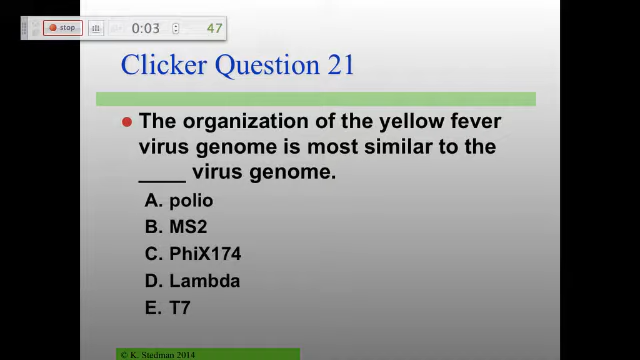 stop 0:03 47
Clicker Question 21
The organization of the yellow fever
virus genome is most similar to the
____ virus genome.
A. polio
B. MS2
C. PhiX174
D. Lambda
E. T7
© K. Stedman 2014